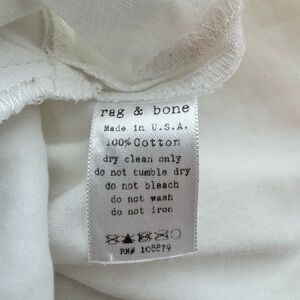 rag & bone
Made in U.S.A.
100% Cotton
dry clean only
do not tumble dry
do not bleach
do not wash
do not iron
RN# 108879